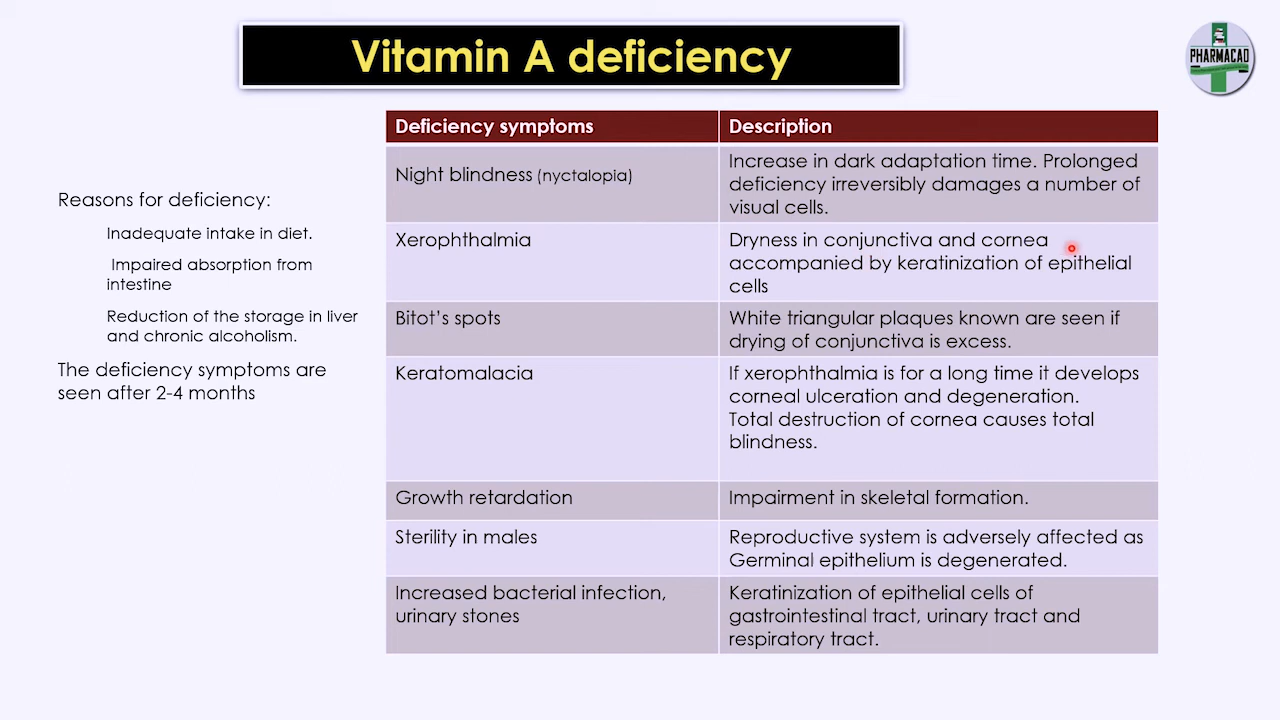 Vitamin A deficiency
PHARMACAD
Reasons for deficiency:
Inadequate intake in diet.
Impaired absorption from
intestine
Reduction of the storage in liver
and chronic alcoholism.
The deficiency symptoms are
seen after 2-4 months
Deficiency symptoms
Description
Night blindness (nyctalopia)
Increase in dark adaptation time. Prolonged
deficiency irreversibly damages a number of
visual cells.
Xerophthalmia
Dryness in conjunctiva and cornea
accompanied by keratinization of epithelial
cells
Bitot’s spots
White triangular plaques known are seen if
drying of conjunctiva is excess.
Keratomalacia
If xerophthalmia is for a long time it develops
corneal ulceration and degeneration.
Total destruction of cornea causes total
blindness.
Growth retardation
Impairment in skeletal formation.
Sterility in males
Reproductive system is adversely affected as
Germinal epithelium is degenerated.
Increased bacterial infection,
urinary stones
Keratinization of epithelial cells of
gastrointestinal tract, urinary tract and
respiratory tract.